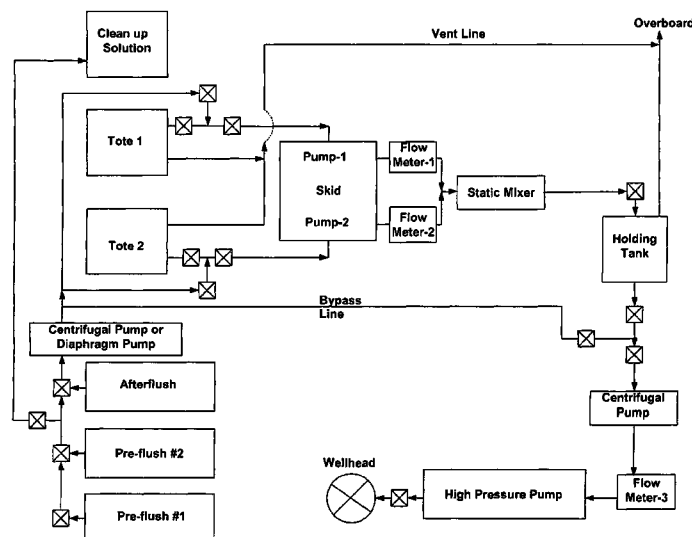 Overboard
Clean up
Solution
Vent Line
Tote 1
Pump-1
Flow
Meter-1
Skid
Static Mixer
Tote 2
Pump-2
Flow
Meter-2
Holding
Tank
Bypass
Line
Centrifugal Pump or
Diaphragm Pump
Afterflush
Centrifugal
Pump
Pre-flush #2
Wellhead
High Pressure Pump
Flow
Meter-3
Pre-flush #1